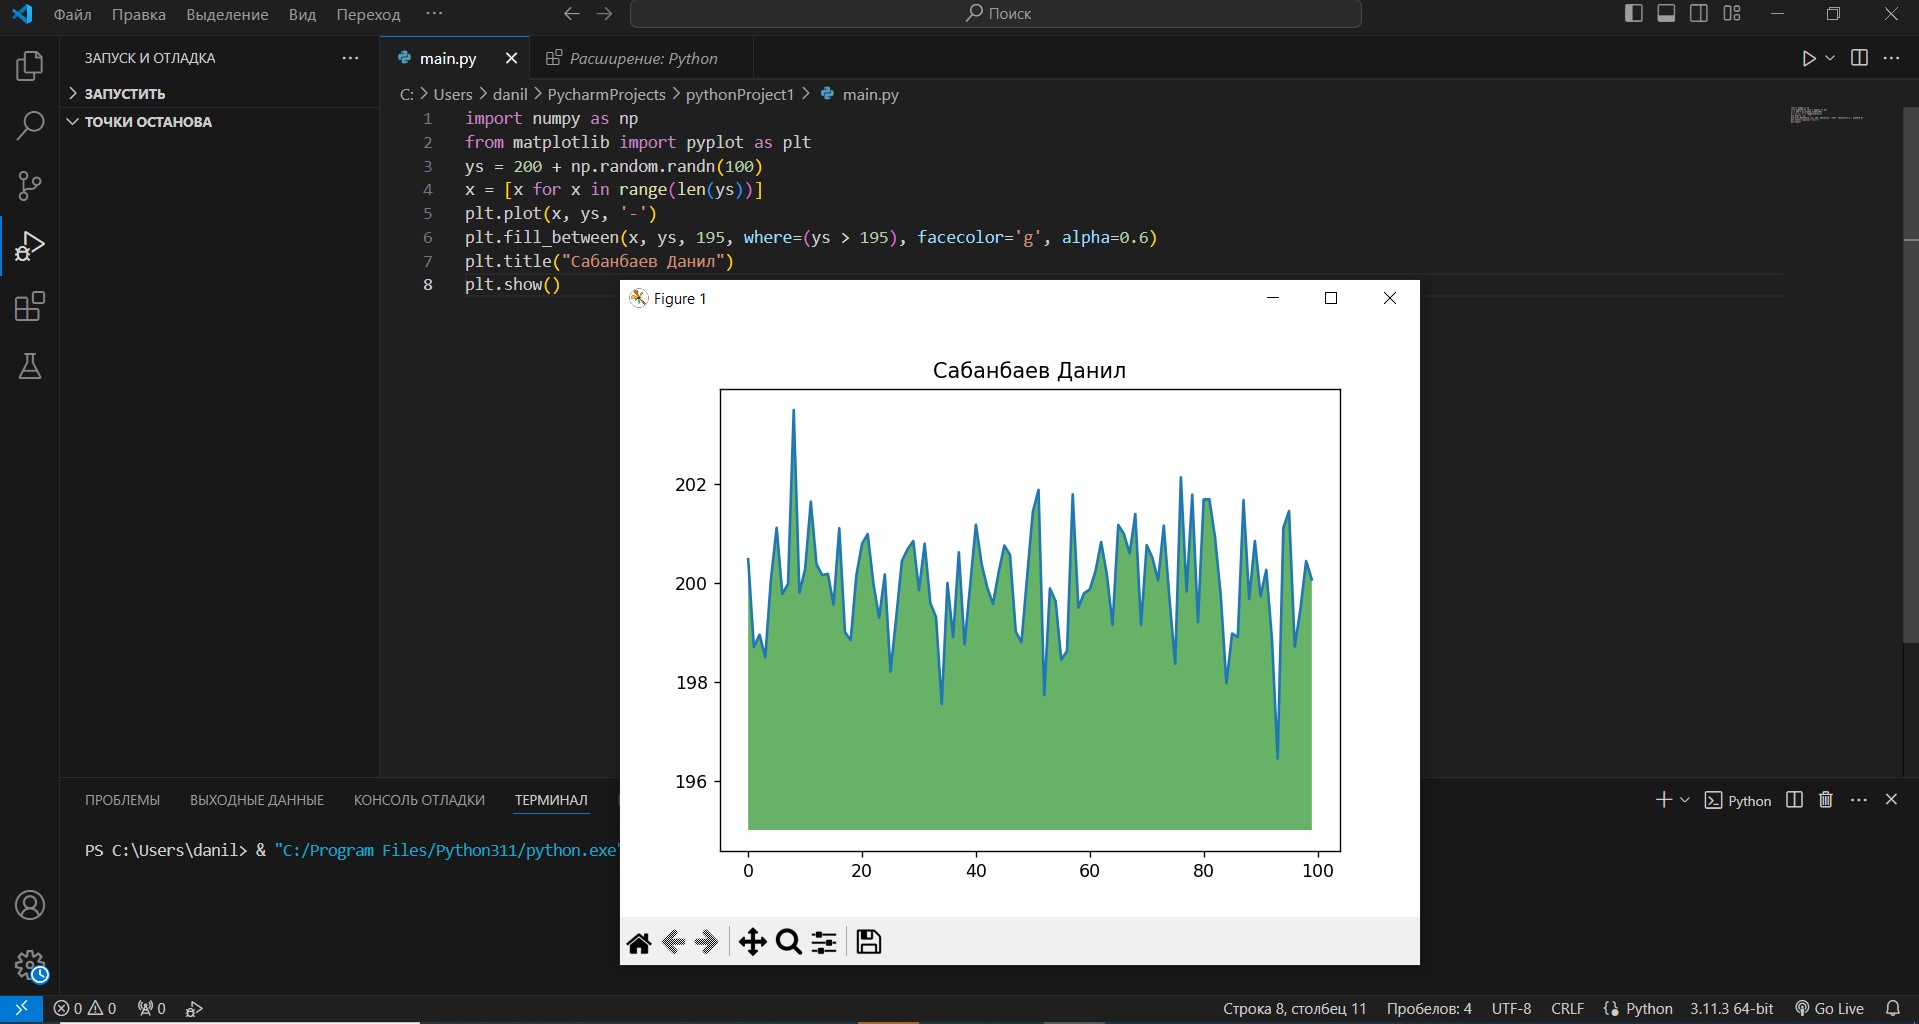 Файл Правка Выделение Вид Переход ··· Поиск
ЗАПУСК И ОТЛАДКА ···
ЗАПУСТИТЬ
ТОЧКИ ОСТАНОВА
main.py Расширение: Python
C: > Users > danil > PycharmProjects > pythonProject1 > main.py
1 import numpy as np
2 from matplotlib import pyplot as plt
3 ys = 200 + np.random.randn(100)
4 x = [x for x in range(len(ys))]
5 plt.plot(x, ys, '-')
6 plt.fill_between(x, ys, 195, where=(ys > 195), facecolor='g', alpha=0.6)
7 plt.title("Сабанбаев Данил")
8 plt.show()
Figure 1
Сабанбаев Данил
202
200
198
196
0 20 40 60 80 100
ПРОБЛЕМЫ ВЫХОДНЫЕ ДАННЫЕ КОНСОЛЬ ОТЛАДКИ ТЕРМИНАЛ Python ···
PS C:\Users\danil> & "C:/Program Files/Python311/python.exe"
0 0 0 Строка 8, столбец 11 Пробелов: 4 UTF-8 CRLF Python 3.11.3 64-bit Go Live